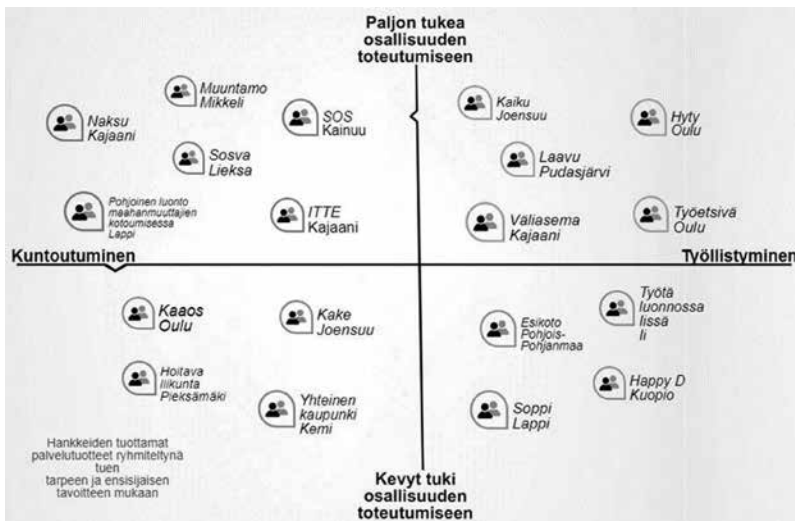 Paljon tukea
osallisuuden
toteutumiseen
Muuntamo
Mikkeli
Naksu
Kajaani
SOS
Kainuu
Sosva
Lieksa
Pohjoinen luonto
maahanmuuttajien
kotoumisessa
Lappi
ITTE
Kajaani
Kaiku
Joensuu
Hyty
Oulu
Laavu
Pudasjärvi
Väliasema
Kajaani
Työetsivä
Oulu
Kuntoutuminen
Työllistyminen
Kaaos
Oulu
Kake
Joensuu
Hoitava
liikunta
Pieksämäki
Yhteinen
kaupunki
Kemi
Esikoto
Pohjois-
Pohjanmaa
Työtä
luonnossa
Iissä
Ii
Soppi
Lappi
Happy D
Kuopio
Hankkeiden tuottamat
palvelutuotteet ryhmiteltynä
tuen
tarpeen ja ensisijaisen
tavoitteen mukaan
Kevyt tuki
osallisuuden
toteutumiseen